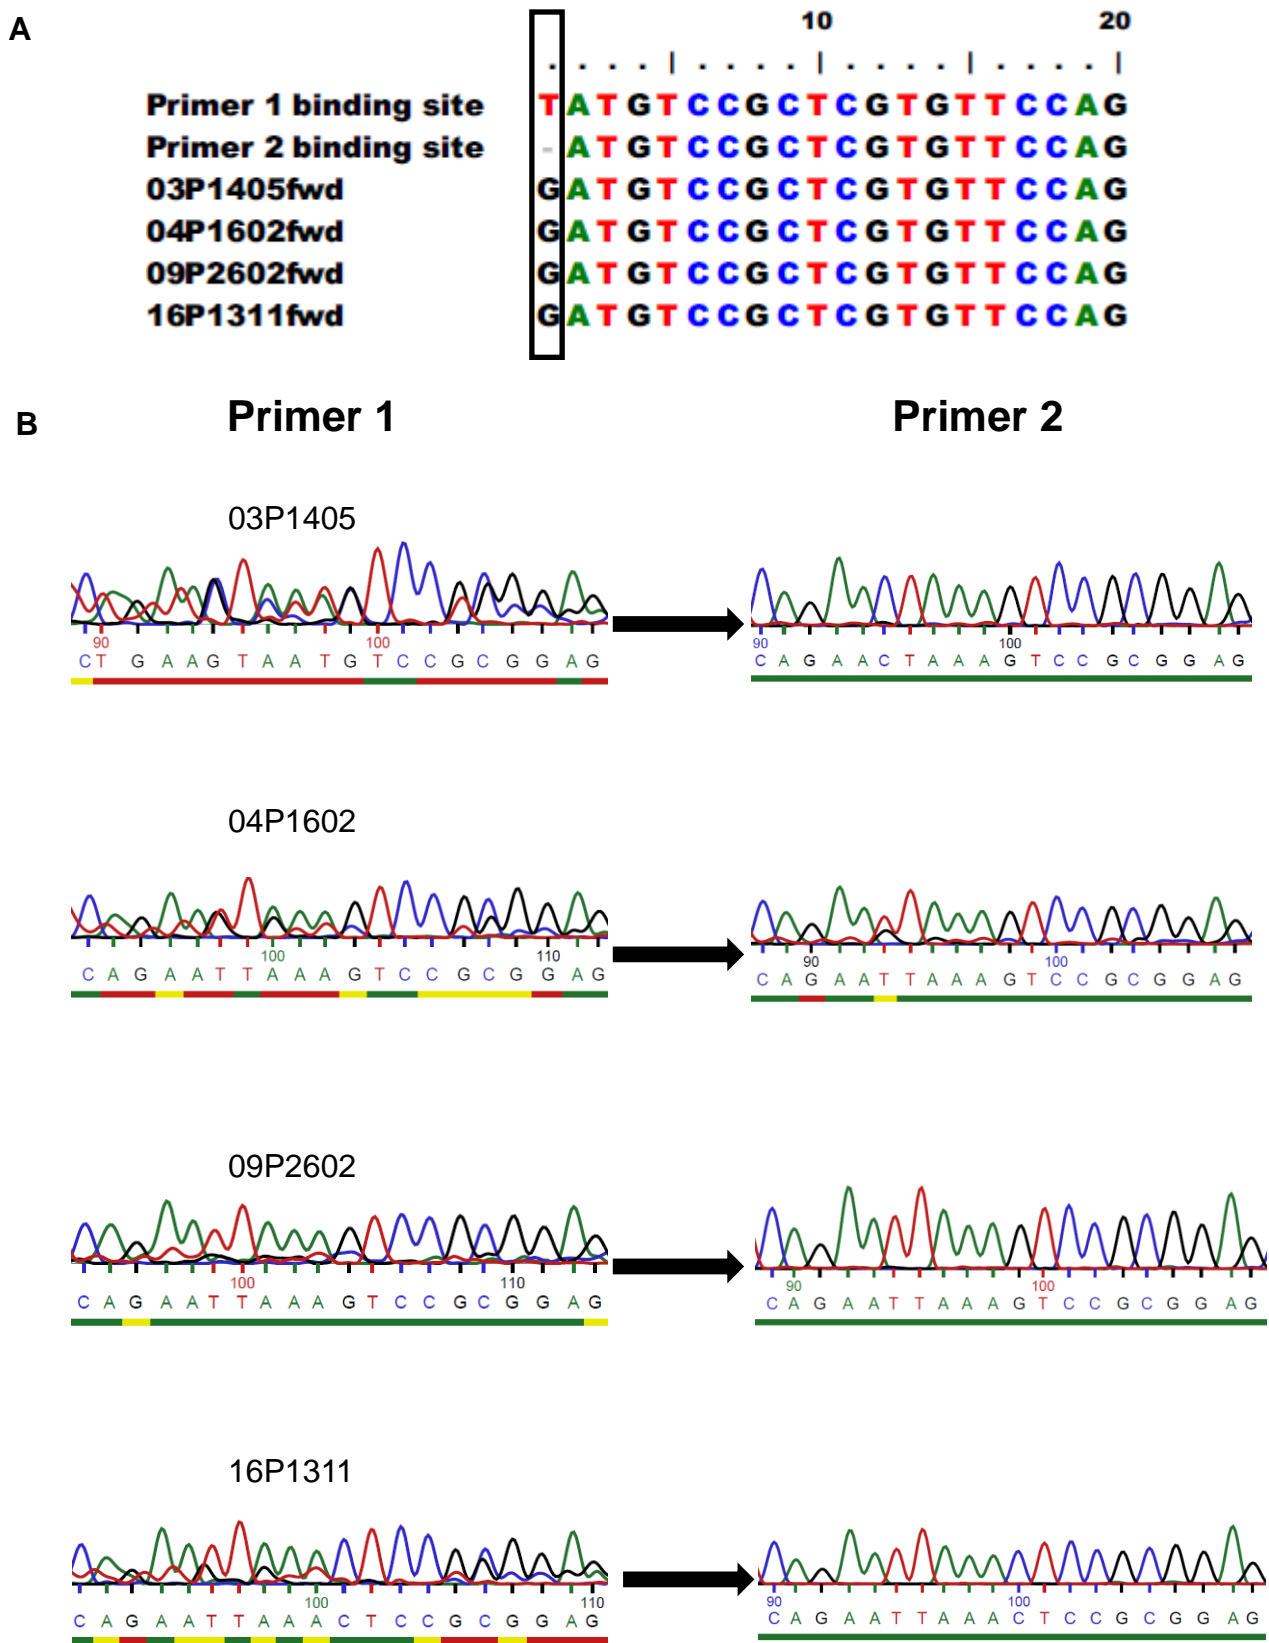 A
10 20
. . . . | . . . . | . . . . | . . . . |
Primer 1 binding site TATGTCCGCTCGTGTTCCAG
Primer 2 binding site -ATGTCCGCTCGTGTTCCAG
03P1405fwd GATGTCCGCTCGTGTTCCAG
04P1602fwd GATGTCCGCTCGTGTTCCAG
09P2602fwd GATGTCCGCTCGTGTTCCAG
16P1311fwd GATGTCCGCTCGTGTTCCAG
B
Primer 1 Primer 2
03P1405
90 100 90 100
C T G A A G T A A T G T C C G C G G A G C A G A A C T A A A G T C C G C G G A G
04P1602
100 110 90 100
C A G A A T T A A A G T C C G C G G A G C A G A A T T A A A G T C C G C G G A G
09P2602
100 110 90 100
C A G A A T T A A A G T C C G C G G A G C A G A A T T A A A G T C C G C G G A G
16P1311
100 110 90 100
C A G A A T T A A A C T C C G C G G A G C A G A A T T A A A C T C C G C G G A G